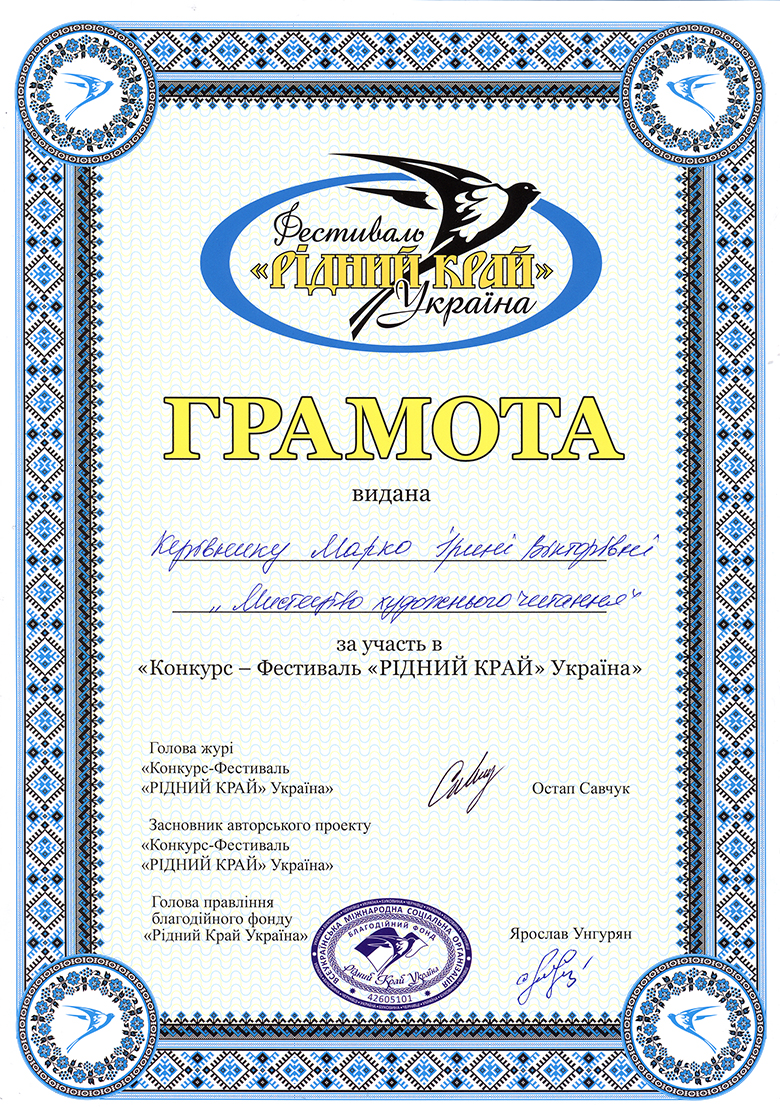 Фестиваль
«РІДНИЙ КРАЙ»
Україна
ГРАМОТА
видана
Керівнику Марко Ірині Вікторівні
„Мистецтво художнього читання"
за участь в
«Конкурс – Фестиваль «РІДНИЙ КРАЙ» Україна»
Голова журі
«Конкурс-Фестиваль
«РІДНИЙ КРАЙ» Україна»
Остап Савчук
Засновник авторського проекту
«Конкурс-Фестиваль
«РІДНИЙ КРАЙ» Україна»
Голова правління
благодійного фонду
«Рідний Край Україна»
Ярослав Унгурян
ВСЕУКРАЇНСЬКА МІЖНАРОДНА СОЦІАЛЬНА ОРГАНІЗАЦІЯ
БЛАГОДІЙНИЙ ФОНД
Рідний Край Україна
42605101